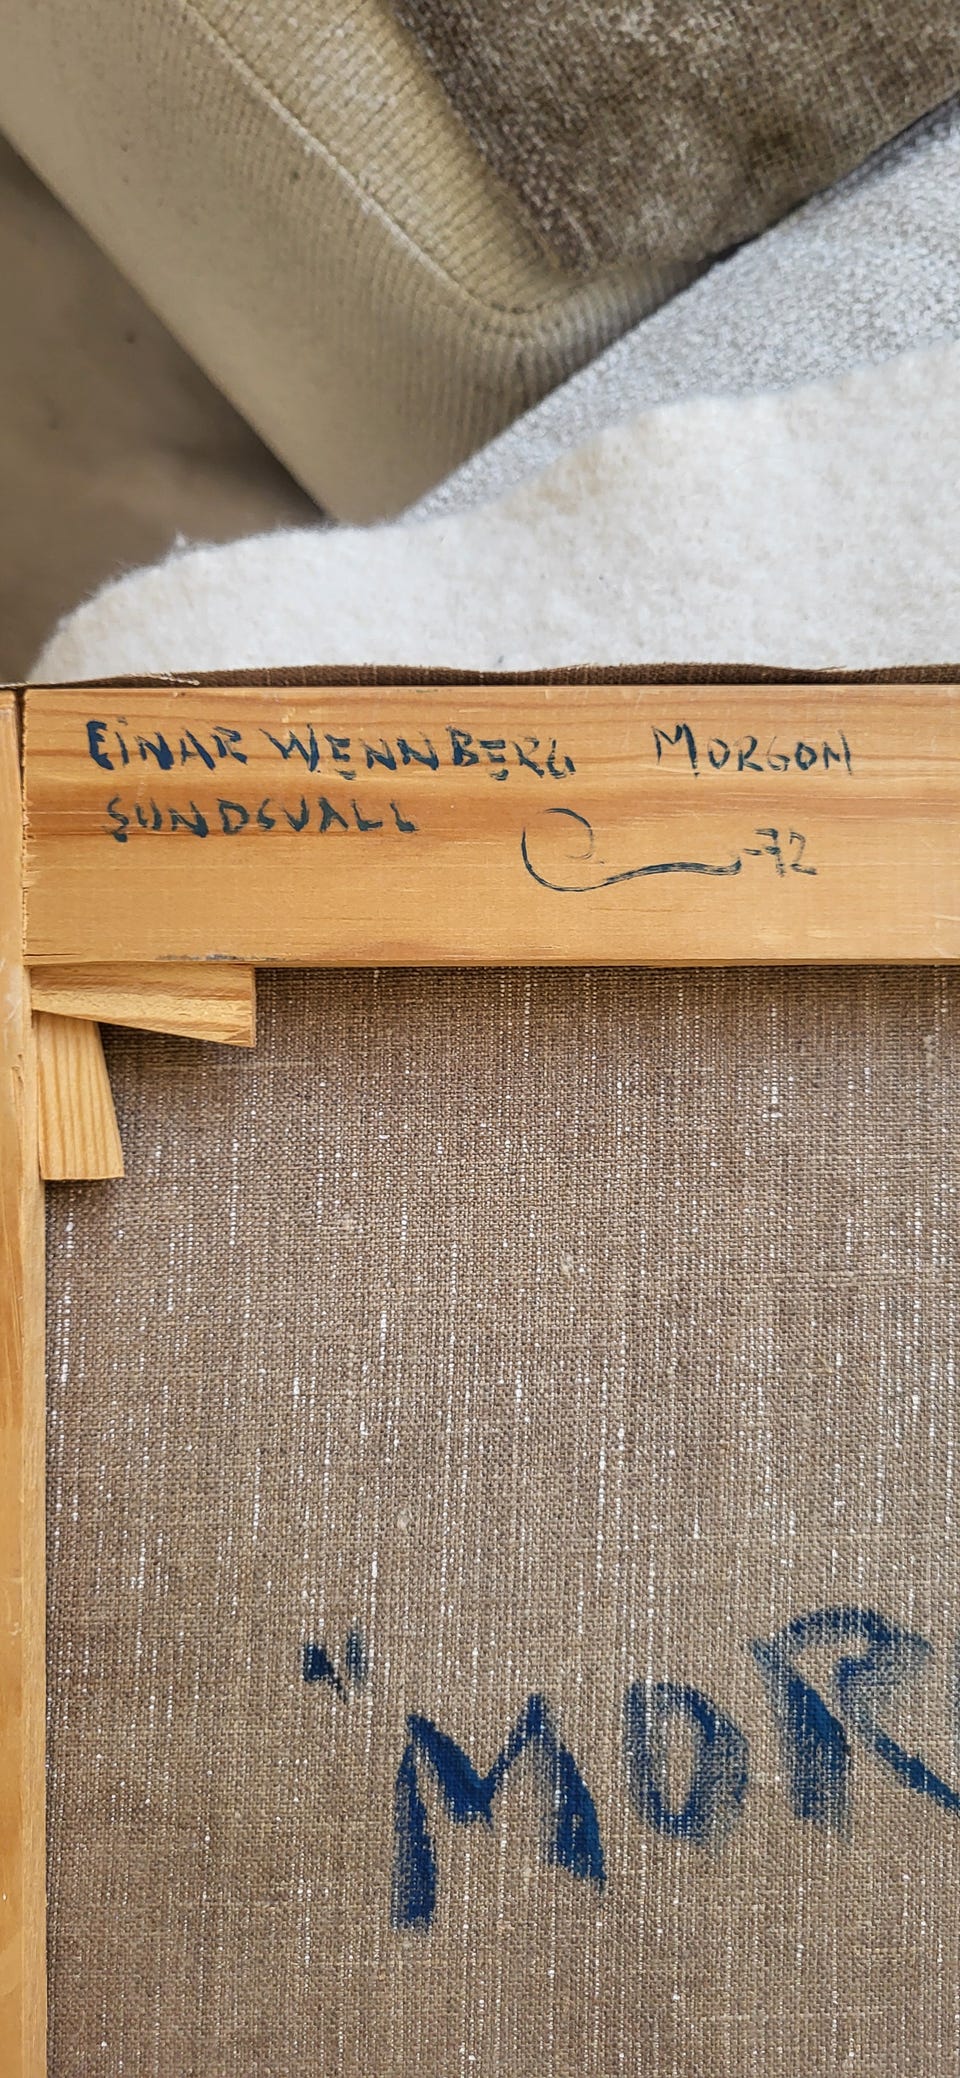 EINAR WENNBERG MORGON
SUNDSVALL -72
"MOR